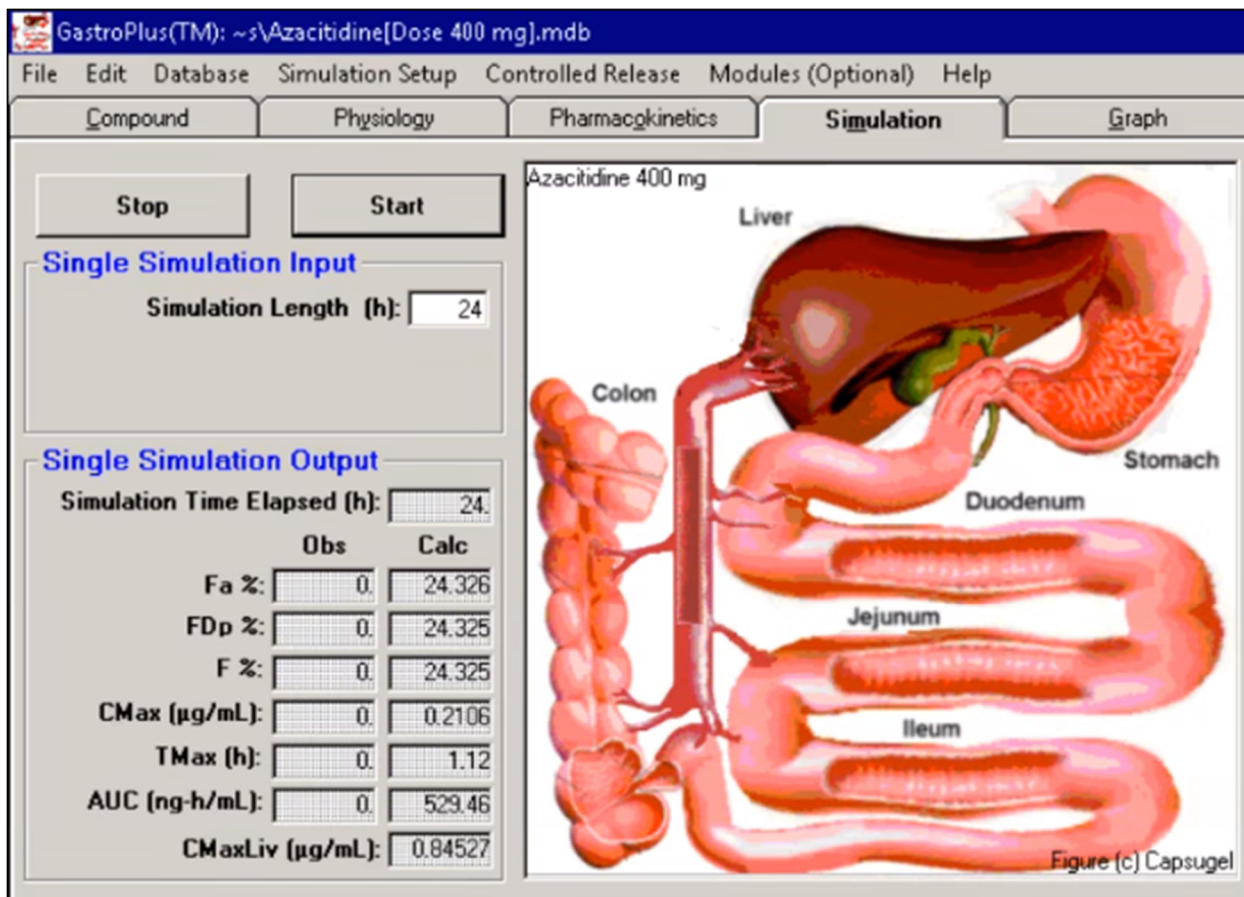 GastroPlus(TM): ~s\Azacitidine[Dose 400 mg].mdb
File Edit Database Simulation Setup Controlled Release Modules (Optional) Help
Compound Physiology Pharmacokinetics Simulation Graph
Stop Start
Single Simulation Input
Simulation Length (h): 24
Single Simulation Output
Simulation Time Elapsed (h): 24.
Obs Calc
Fa %: 0. 24.326
FDp %: 0. 24.325
F %: 0. 24.325
CMax (µg/mL): 0. 0.2106
TMax (h): 0. 1.12
AUC (ng-h/mL): 0. 529.46
CMaxLiv (µg/mL): 0.84527
Azacitidine 400 mg
Liver
Colon
Stomach
Duodenum
Jejunum
Ileum
Figure (c) Capsugel